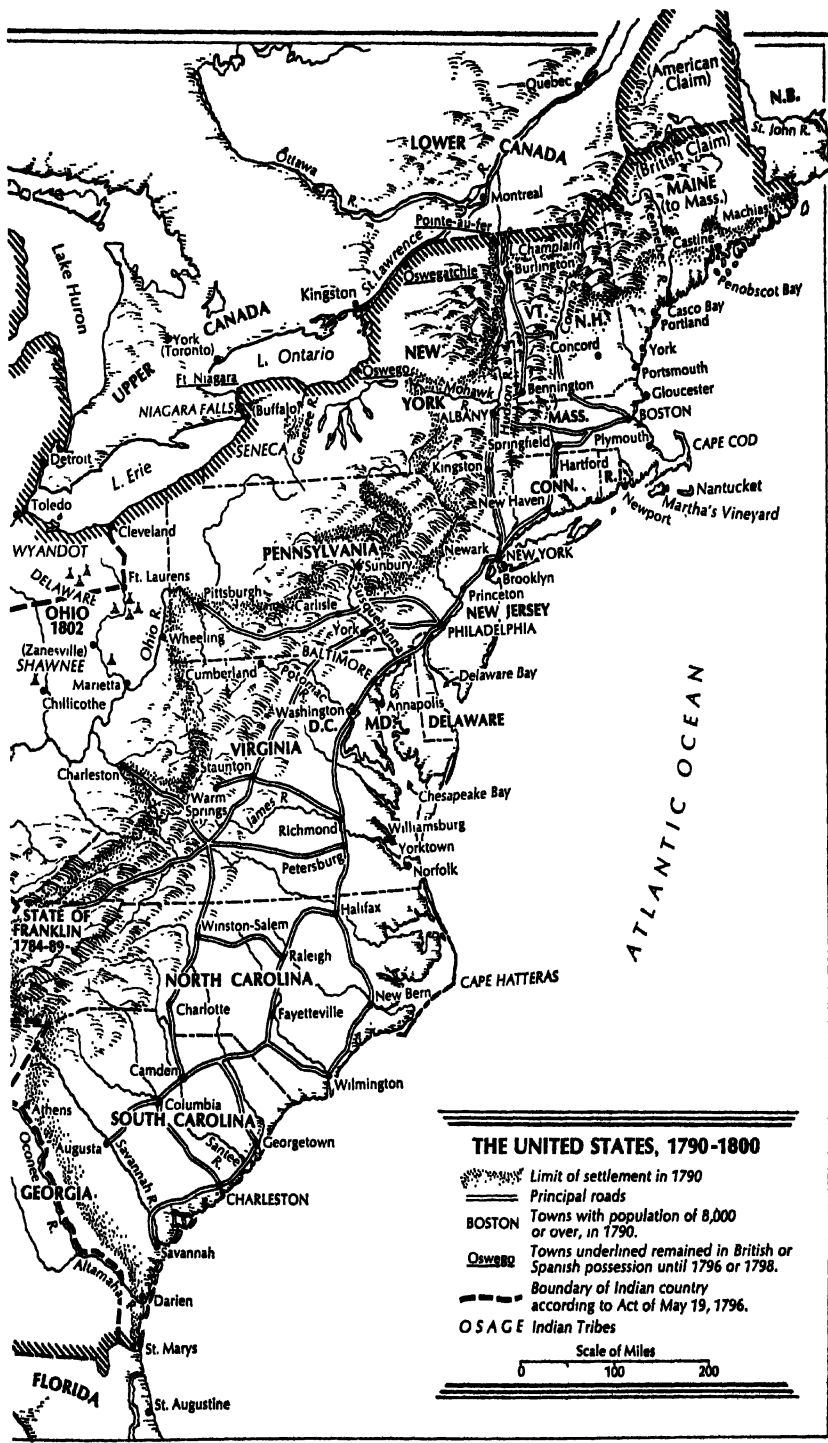 Quebec
(American
Claim)
N.B.
St. John R.
LOWER CANADA
(British Claim)
Ottawa R.
R.
MAINE
(to Mass.)
Montreal
Pointe-au-fer
Kennebec R.
Machias
Champlain
Castine
St. Lawrence
Oswegatchie
Burlington
Penobscot Bay
Lake Huron
Kingston
CANADA
VT.
N.H.
Casco Bay
Portland
York
(Toronto)
L. Ontario
NEW
Concord
York
UPPER
Ft Niagara
Oswego
Portsmouth
Mohawk R.
Bennington
Gloucester
NIAGARA FALLS
Buffalo
YORK
ALBANY
Hudson R.
MASS.
BOSTON
Genesee R.
SENECA
Springfield
Plymouth
CAPE COD
Detroit
L. Erie
Kingston
Hartford
CONN.
R.I.
Nantucket
Toledo
New Haven
Newport
Martha's Vineyard
Cleveland
WYANDOT
PENNSYLVANIA
Newark
NEW YORK
Sunbury
Brooklyn
DELAWARE
Ft. Laurens
Princeton
OHIO
1802
Pittsburgh
Carlisle
NEW JERSEY
Susquehanna R.
PHILADELPHIA
Ohio R.
Wheeling
York
(Zanesville)
SHAWNEE
BALTIMORE
Cumberland
Potomac R.
Delaware Bay
Marietta
Chillicothe
Annapolis
Washington
D.C.
MD.
DELAWARE
VIRGINIA
Charleston
Staunton
Warm
Springs
James R
Chesapeake Bay
Richmond
Williamsburg
Yorktown
Petersburg
Norfolk
ATLANTIC OCEAN
STATE OF
FRANKLIN
1784-89
Halifax
Winston-Salem
Raleigh
NORTH CAROLINA
CAPE HATTERAS
New Bern
Charlotte
Fayetteville
Camden
Wilmington
Athens
Columbia
SOUTH CAROLINA
Augusta
Santee R.
Georgetown
Oconee R.
Savannah R.
GEORGIA
CHARLESTON
Savannah
Altamaha R.
Darien
St. Marys
FLORIDA
St. Augustine
THE UNITED STATES, 1790-1800
Limit of settlement in 1790
Principal roads
BOSTON Towns with population of 8,000
or over, in 1790.
Oswego Towns underlined remained in British or
Spanish possession until 1796 or 1798.
Boundary of Indian country
according to Act of May 19, 1796.
OSAGE Indian Tribes
Scale of Miles
0 100 200